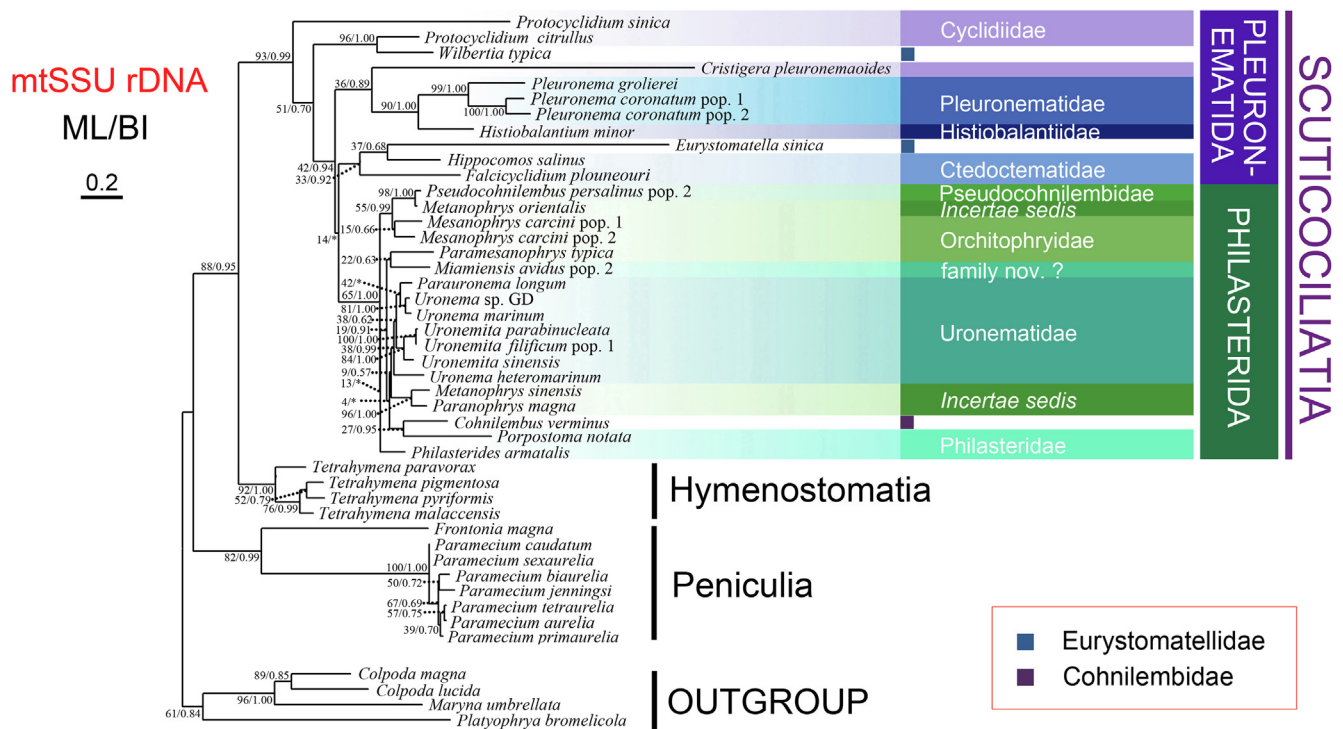 mtSSU rDNA
ML/BI
0.2
Protocyclidium sinica
Protocyclidium citrullus
Wilbertia typica
Cristigera pleuronemaoides
Pleuronema grolierei
Pleuronema coronatum pop. 1
Pleuronema coronatum pop. 2
Histiobalantium minor
Eurystomatella sinica
Hippocomos salinus
Falcicyclidium plouneouri
Pseudocohnilembus persalinus pop. 2
Metanophrys orientalis
Mesanophrys carcini pop. 1
Mesanophrys carcini pop. 2
Paramesanophrys typica
Miamiensis avidus pop. 2
Parauronema longum
Uronema sp. GD
Uronema marinum
Uronemita parabinucleata
Uronemita filificum pop. 1
Uronemita sinensis
Uronema heteromarinum
Metanophrys sinensis
Paranophrys magna
Cohnilembus verminus
Porpostoma notata
Philasterides armatalis
Tetrahymena paravorax
Tetrahymena pigmentosa
Tetrahymena pyriformis
Tetrahymena malaccensis
Frontonia magna
Paramecium caudatum
Paramecium sexaurelia
Paramecium biaurelia
Paramecium jenningsi
Paramecium tetraurelia
Paramecium aurelia
Paramecium primaurelia
Colpoda magna
Colpoda lucida
Maryna umbrellata
Platyophrya bromelicola
93/0.99
96/1.00
51/0.70
36/0.89
99/1.00
90/1.00
100/1.00
42/0.94
37/0.68
33/0.92
98/1.00
55/0.99
15/0.66
14/*
22/0.63
88/0.95
42/*
65/1.00
81/1.00
38/0.62
19/0.91
100/1.00
38/0.99
84/1.00
9/0.57
13/*
4/*
96/1.00
27/0.95
92/1.00
52/0.79
76/0.99
82/0.99
100/1.00
50/0.72
67/0.69
57/0.75
39/0.70
89/0.85
96/1.00
61/0.84
Cyclidiidae
Pleuronematidae
Histiobalantiidae
Ctedoctematidae
Pseudocohnilembidae
Incertae sedis
Orchitophryidae
family nov. ?
Uronematidae
Incertae sedis
Philasteridae
PLEURON-
EMATIDA
PHILASTERIDA
SCUTICOCILIATIA
Hymenostomatia
Peniculia
OUTGROUP
Eurystomatellidae
Cohnilembidae